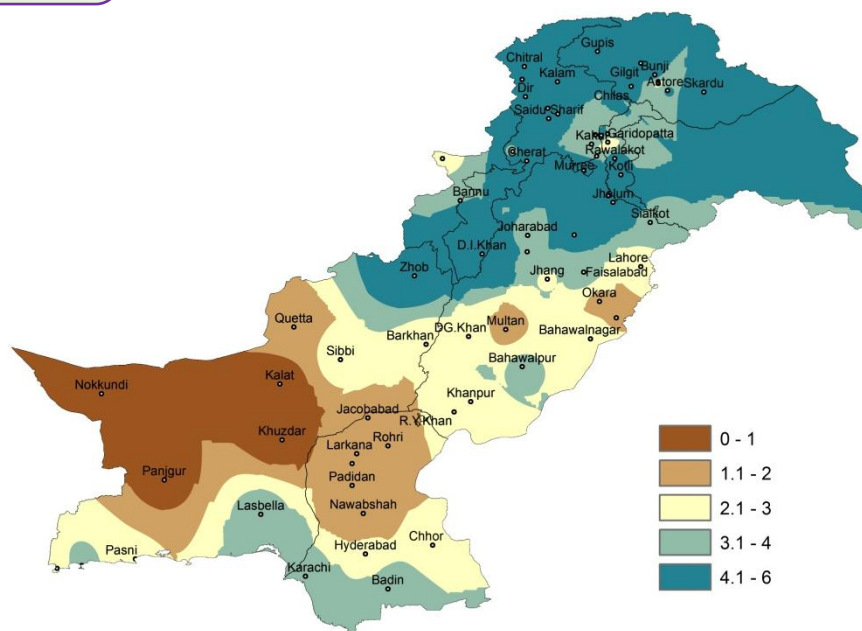 Gupis
Chitral
Bunji
Kalam
Gilgit
Astore
Skardu
Dir
Chilas
Saidu Sharif
Kakul
Garidopatta
Cherat
Rawalakot
Murree
Kotli
Bannu
Jhelum
Sialkot
Joharabad
D.I.Khan
Lahore
Zhob
Jhang
Faisalabad
Okara
Quetta
Multan
DG.Khan
Barkhan
Bahawalnagar
Sibbi
Bahawalpur
Nokkundi
Kalat
Khanpur
Jacobabad
R.Y.Khan
Khuzdar
Rohri
Larkana
Panjgur
Padidan
Lasbella
Nawabshah
Chhor
Pasni
Hyderabad
Karachi
Badin
0 - 1
1.1 - 2
2.1 - 3
3.1 - 4
4.1 - 6